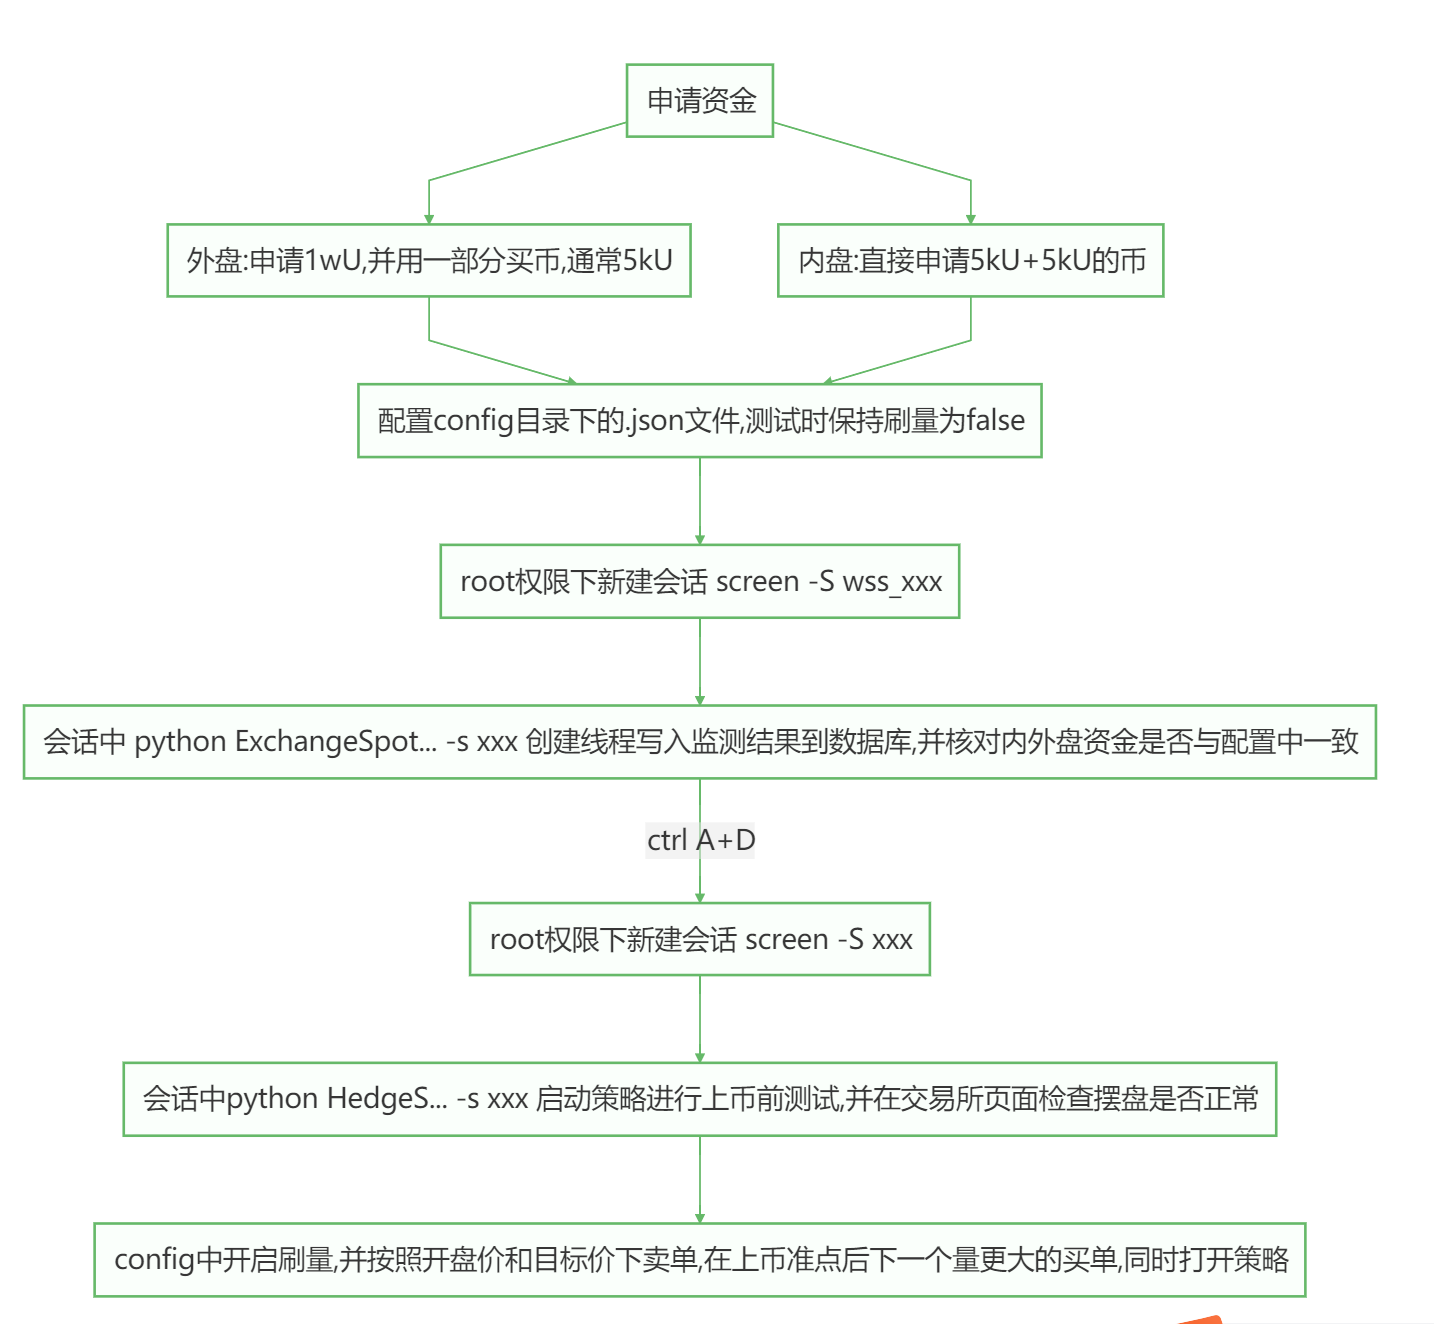 申请资金
外盘:申请1wU,并用一部分买币,通常5kU
内盘:直接申请5kU+5kU的币
配置config目录下的.json文件,测试时保持刷量为false
root权限下新建会话 screen -S wss_xxx
会话中 python ExchangeSpot... -s xxx 创建线程写入监测结果到数据库,并核对内外盘资金是否与配置中一致
ctrl A+D
root权限下新建会话 screen -S xxx
会话中python HedgeS... -s xxx 启动策略进行上币前测试,并在交易所页面检查摆盘是否正常
config中开启刷量,并按照开盘价和目标价下卖单,在上币准点后下一个量更大的买单,同时打开策略